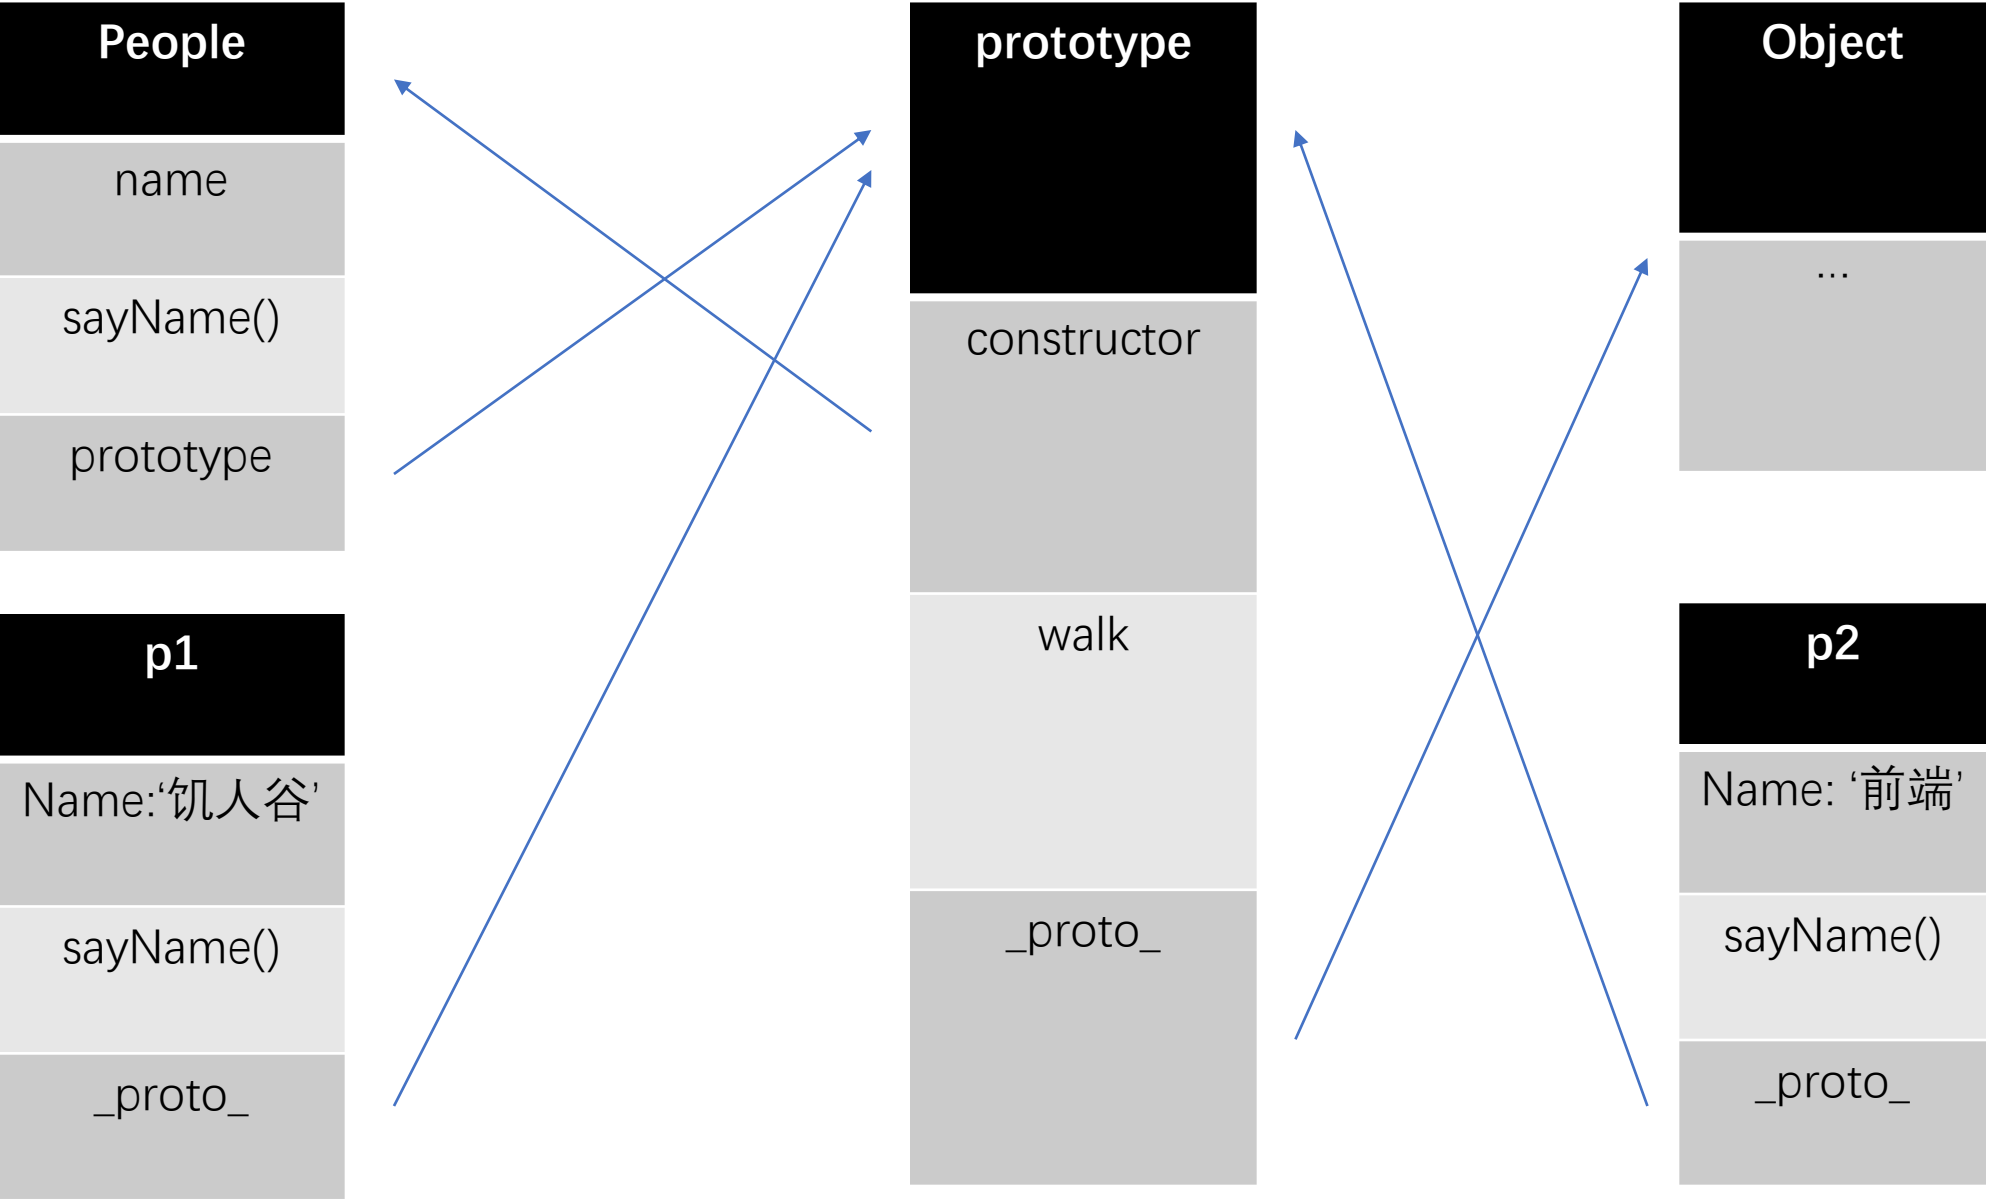 People
name
sayName()
prototype
p1
Name:‘饥人谷’
sayName()
_proto_
prototype
constructor
walk
_proto_
Object
...
p2
Name: ‘前端’
sayName()
_proto_